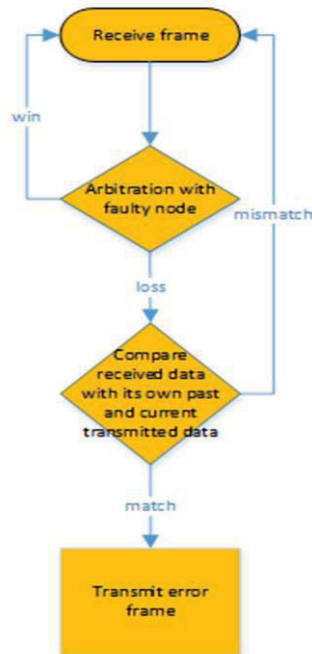 Receive frame
win
Arbitration with
faulty node
mismatch
loss
Compare
received data
with its own past
and current
transmitted data
match
Transmit error
frame